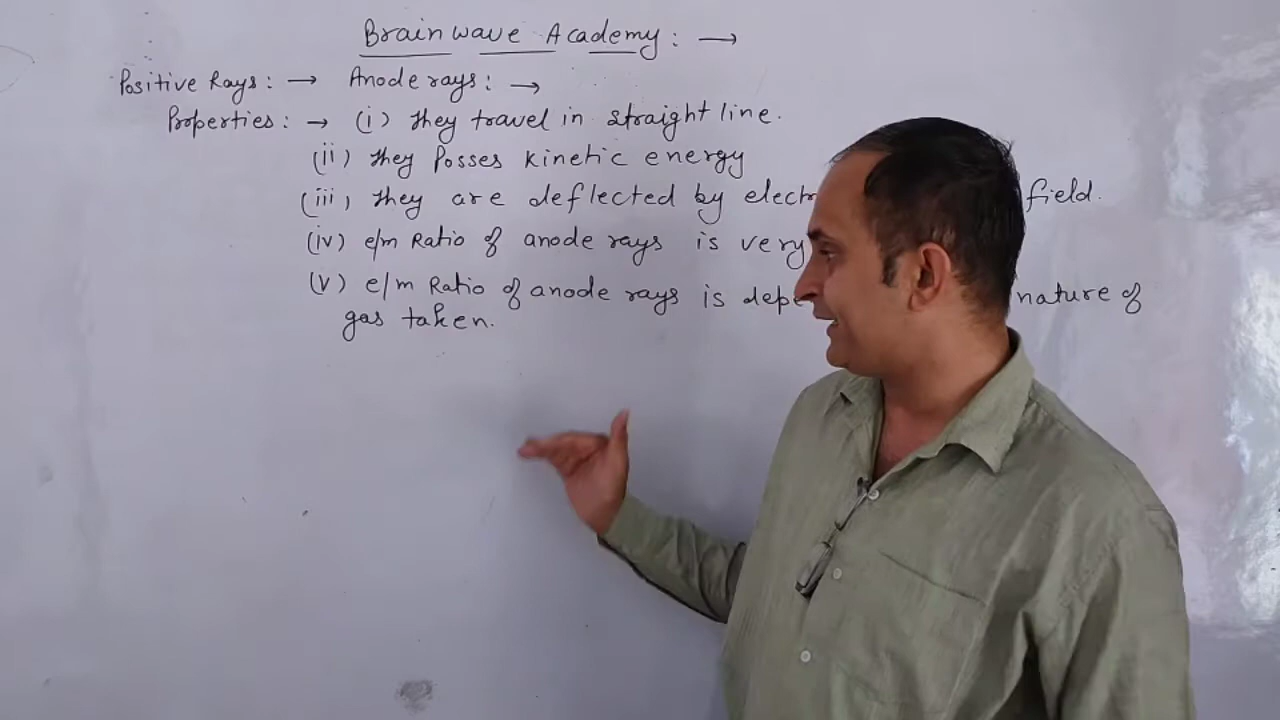 Brainwave Academy: →
Positive Rays: → Anode rays: →
Properties: → (i) They travel in straight line.
(ii) They Posses kinetic energy
(iii) They are deflected by field.
(iv) e/m Ratio of anode rays is very
(v) e/m Ratio of anode rays is nature of
gas taken.